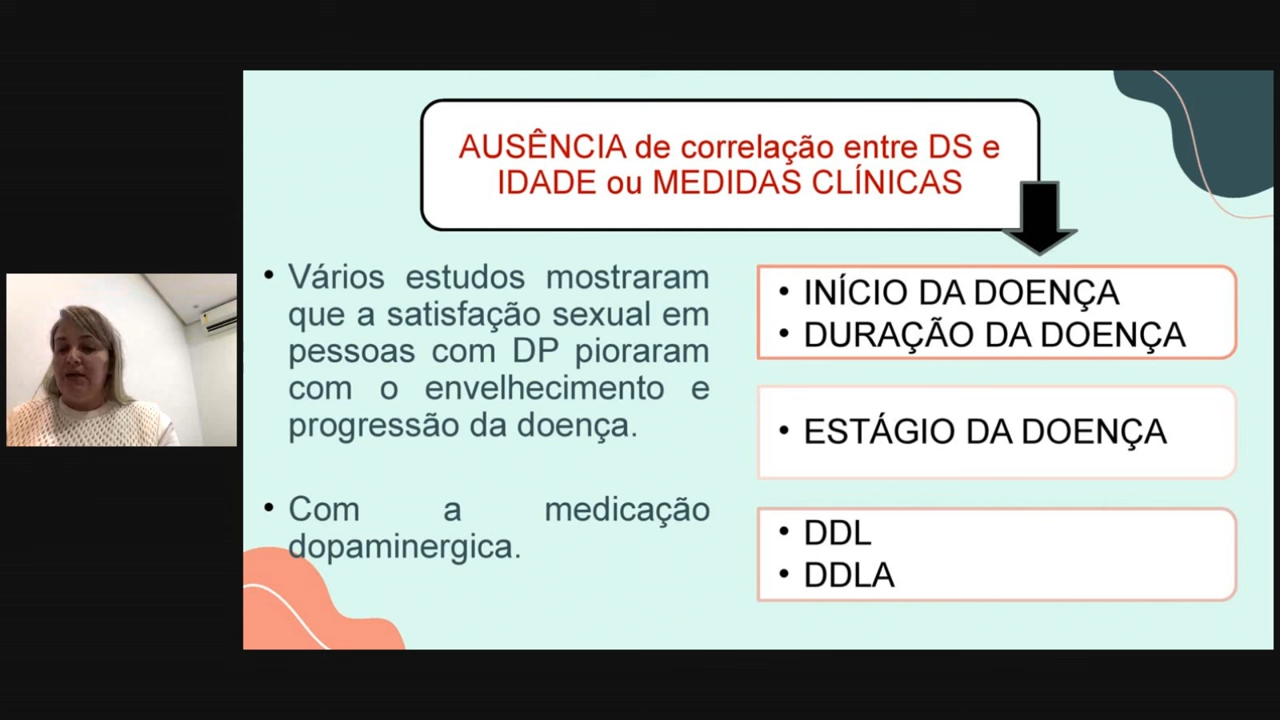 AUSÊNCIA de correlação entre DS e
IDADE ou MEDIDAS CLÍNICAS
• Vários estudos mostraram
que a satisfação sexual em
pessoas com DP pioraram
com o envelhecimento e
progressão da doença.
• Com a medicação
dopaminergica.
• INÍCIO DA DOENÇA
• DURAÇÃO DA DOENÇA
• ESTÁGIO DA DOENÇA
• DDL
• DDLA